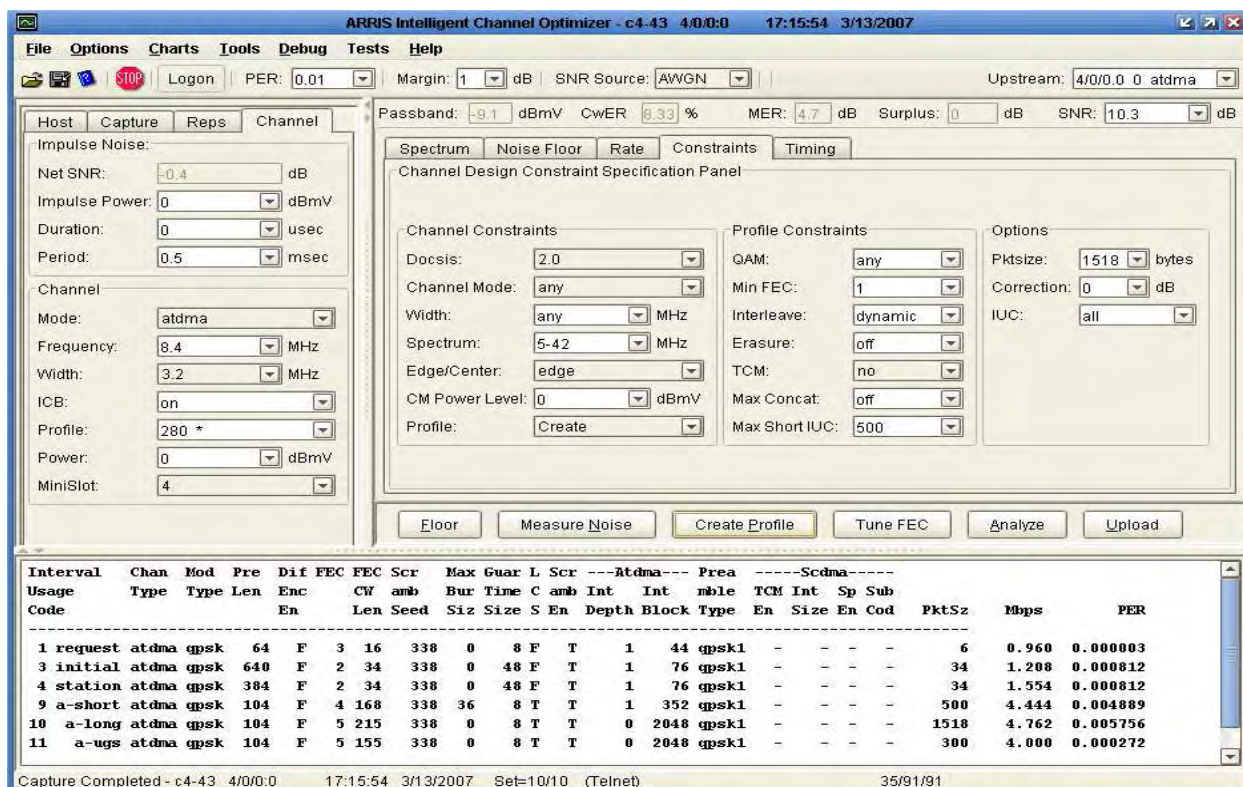 ARRIS Intelligent Channel Optimizer - c4-43 4/0/0:0 17:15:54 3/13/2007
File Options Charts Tools Debug Tests Help
STOP Logon PER: 0.01 Margin: 1 dB SNR Source: AWGN Upstream: 4/0/0.0 0 atdma
Host Capture Reps Channel
Impulse Noise:
Net SNR: -0.4 dB
Impulse Power: 0 dBmV
Duration: 0 usec
Period: 0.5 msec
Channel
Mode: atdma
Frequency: 8.4 MHz
Width: 3.2 MHz
ICB: on
Profile: 280 *
Power: 0 dBmV
MiniSlot: 4
Passband: -9.1 dBmV CwER 8.33 % MER: 4.7 dB Surplus: 0 dB SNR: 10.3 dB
Spectrum Noise Floor Rate Constraints Timing
Channel Design Constraint Specification Panel
Channel Constraints
Docsis: 2.0
Channel Mode: any
Width: any MHz
Spectrum: 5-42 MHz
Edge/Center: edge
CM Power Level: 0 dBmV
Profile: Create
Profile Constraints
QAM: any
Min FEC: 1
Interleave: dynamic
Erasure: off
TCM: no
Max Concat: off
Max Short IUC: 500
Options
Pktsize: 1518 bytes
Correction: 0 dB
IUC: all
Floor Measure Noise Create Profile Tune FEC Analyze Upload
Interval Chan Mod Pre Dif FEC FEC Scr Max Guar L Scr ---Atdma--- Prea -----Scdma-----
Usage Type Type Len Enc CW amb Bur Time C amb Int Int mble TCM Int Sp Sub
Code En Len Seed Siz Size S En Depth Block Type En Size En Cod PktSz Mbps PER
1 request atdma qpsk 64 F 3 16 338 0 8 F T 1 44 qpsk1 - - - - 6 0.960 0.000003
3 initial atdma qpsk 640 F 2 34 338 0 48 F T 1 76 qpsk1 - - - - 34 1.208 0.000812
4 station atdma qpsk 384 F 2 34 338 0 48 F T 1 76 qpsk1 - - - - 34 1.554 0.000812
9 a-short atdma qpsk 104 F 4 168 338 36 8 T T 1 352 qpsk1 - - - - 500 4.444 0.004889
10 a-long atdma qpsk 104 F 5 215 338 0 8 T T 0 2048 qpsk1 - - - - 1518 4.762 0.005756
11 a-ugs atdma qpsk 104 F 5 155 338 0 8 T T 0 2048 qpsk1 - - - - 300 4.000 0.000272
Capture Completed - c4-43 4/0/0:0 17:15:54 3/13/2007 Set=10/10 (Telnet) 35/91/91